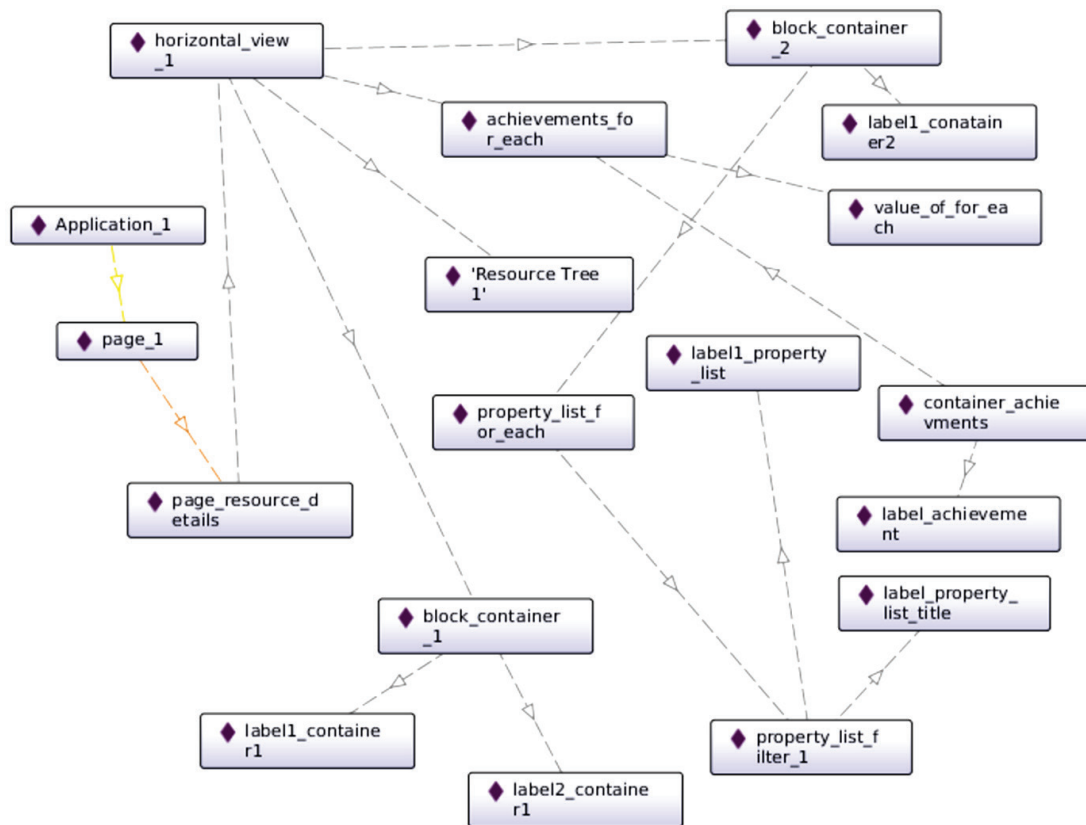 horizontal_view
_1
block_container
_2
achievements_fo
r_each
label1_conatain
er2
Application_1
value_of_for_ea
ch
'Resource Tree
1'
page_1
label1_property
_list
property_list_f
or_each
container_achie
vments
page_resource_d
etails
label_achieveme
nt
label_property_
list_title
block_container
_1
label1_containe
r1
property_list_f
ilter_1
label2_containe
r1